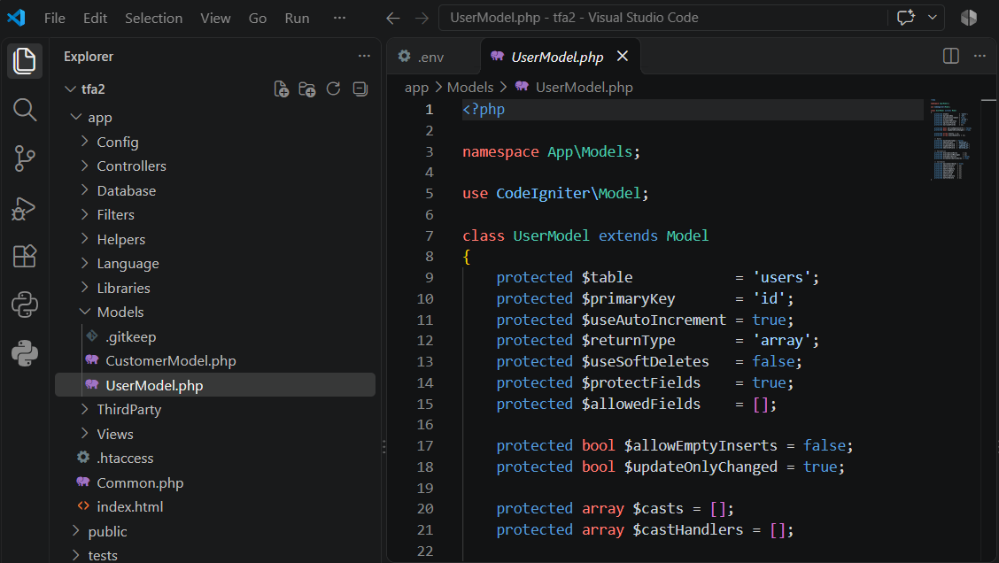 File Edit Selection View Go Run ···
UserModel.php - tfa2 - Visual Studio Code
Explorer
tfa2
app
Config
Controllers
Database
Filters
Helpers
Language
Libraries
Models
.gitkeep
CustomerModel.php
UserModel.php
ThirdParty
Views
.htaccess
Common.php
index.html
public
tests
.env
UserModel.php
app > Models > UserModel.php
1 <?php
2
3 namespace App\Models;
4
5 use CodeIgniter\Model;
6
7 class UserModel extends Model
8 {
9 protected $table = 'users';
10 protected $primaryKey = 'id';
11 protected $useAutoIncrement = true;
12 protected $returnType = 'array';
13 protected $useSoftDeletes = false;
14 protected $protectFields = true;
15 protected $allowedFields = [];
16
17 protected bool $allowEmptyInserts = false;
18 protected bool $updateOnlyChanged = true;
19
20 protected array $casts = [];
21 protected array $castHandlers = [];
22